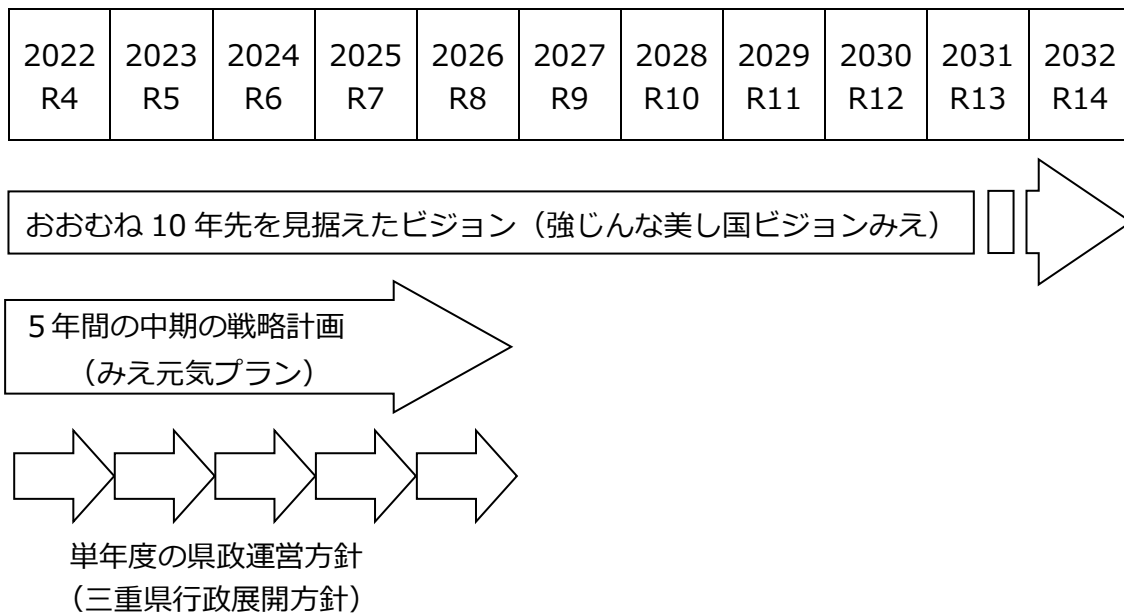 2022 2023 2024 2025 2026 2027 2028 2029 2030 2031 2032
R4 R5 R6 R7 R8 R9 R10 R11 R12 R13 R14
おおむね 10 年先を見据えたビジョン（強じんな美し国ビジョンみえ）
５年間の中期の戦略計画
（みえ元気プラン）
単年度の県政運営方針
（三重県行政展開方針）